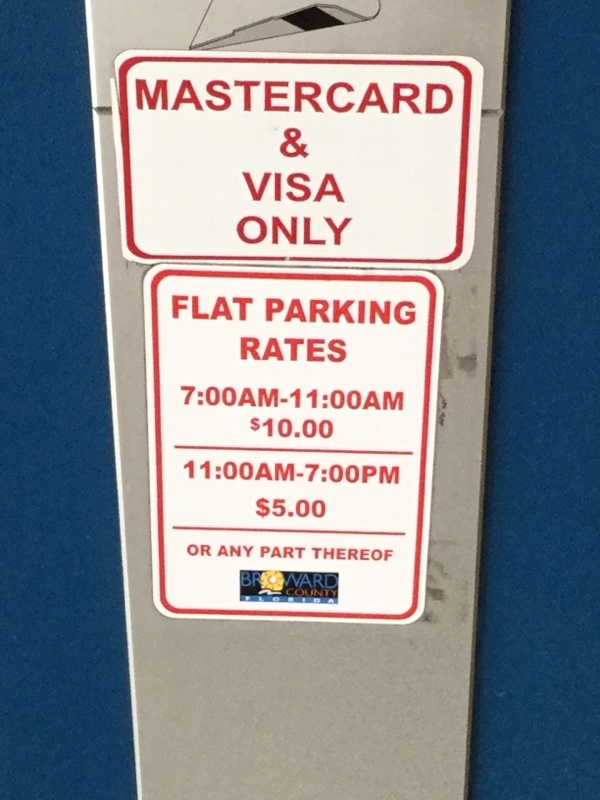 MASTERCARD
&
VISA
ONLY
FLAT PARKING
RATES
7:00AM-11:00AM
$10.00
11:00AM-7:00PM
$5.00
OR ANY PART THEREOF
BROWARD
COUNTY
FLORIDA